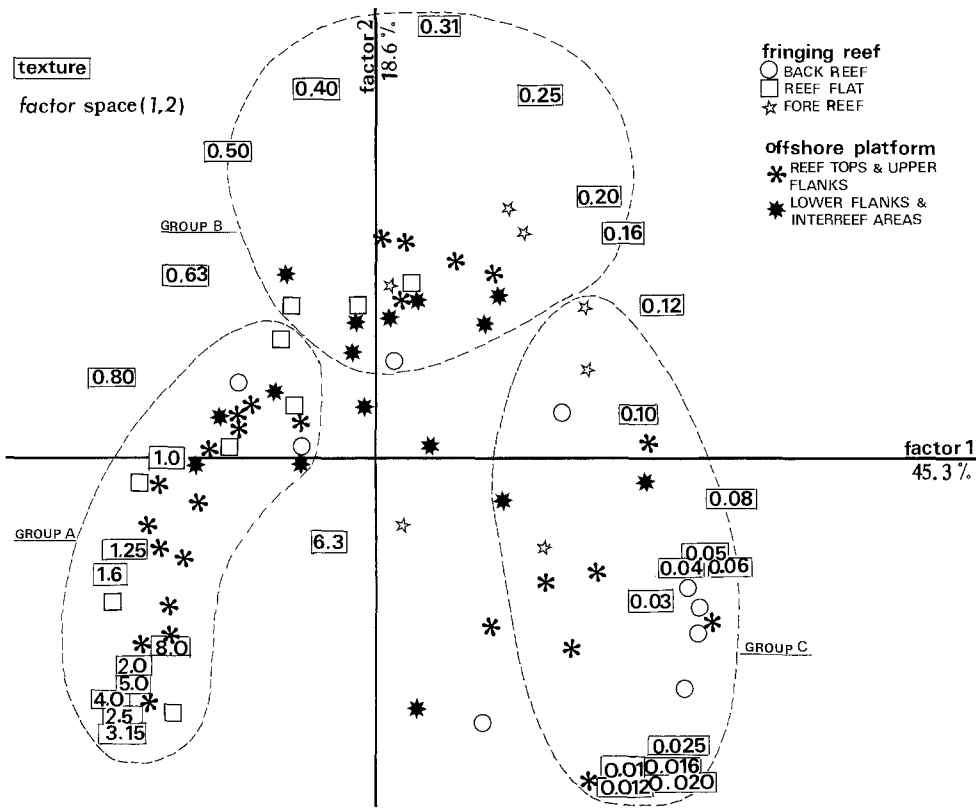 texture
factor space (1,2)
factor 2
18.6 %
0.31
0.40
0.25
0.50
0.20
0.16
GROUP B
0.63
0.12
0.80
0.10
1.0
factor 1
45.3 %
0.08
GROUP A
6.3
1.25
1.6
0.05
0.04
0.06
0.03
8.0
GROUP C
2.0
5.0
4.0
2.5
3.15
0.025
0.01
0.016
0.012
0.020
fringing reef
BACK REEF
REEF FLAT
FORE REEF
offshore platform
REEF TOPS & UPPER
FLANKS
LOWER FLANKS &
INTERREEF AREAS